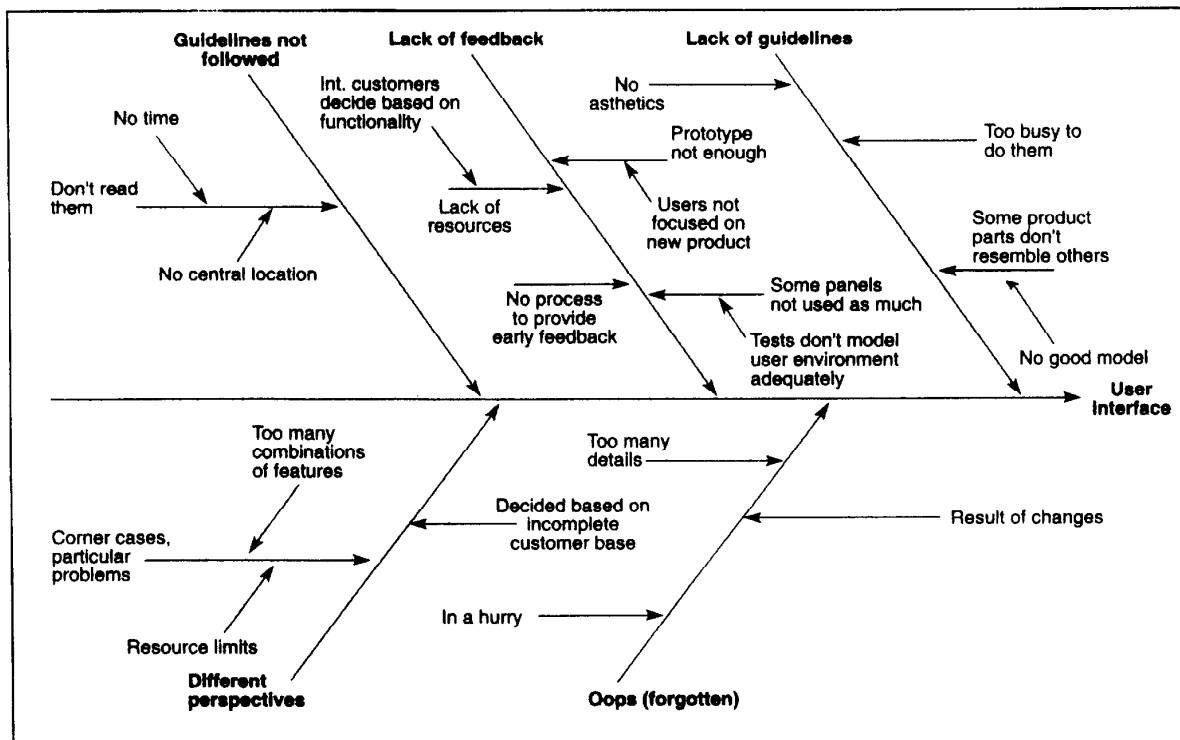 Guidelines not
followed
Lack of feedback
Lack of guidelines
Int. customers
decide based on
functionality
No
asthetics
No time
Prototype
not enough
Too busy to
do them
Don't read
them
Lack of
resources
Users not
focused on
new product
Some product
parts don't
resemble others
No central location
No process
to provide
early feedback
Some panels
not used as much
Tests don't model
user environment
adequately
No good model
User
interface
Too many
combinations
of features
Too many
details
Decided based on
incomplete
customer base
Result of changes
Corner cases,
particular
problems
In a hurry
Resource limits
Different
perspectives
Oops (forgotten)